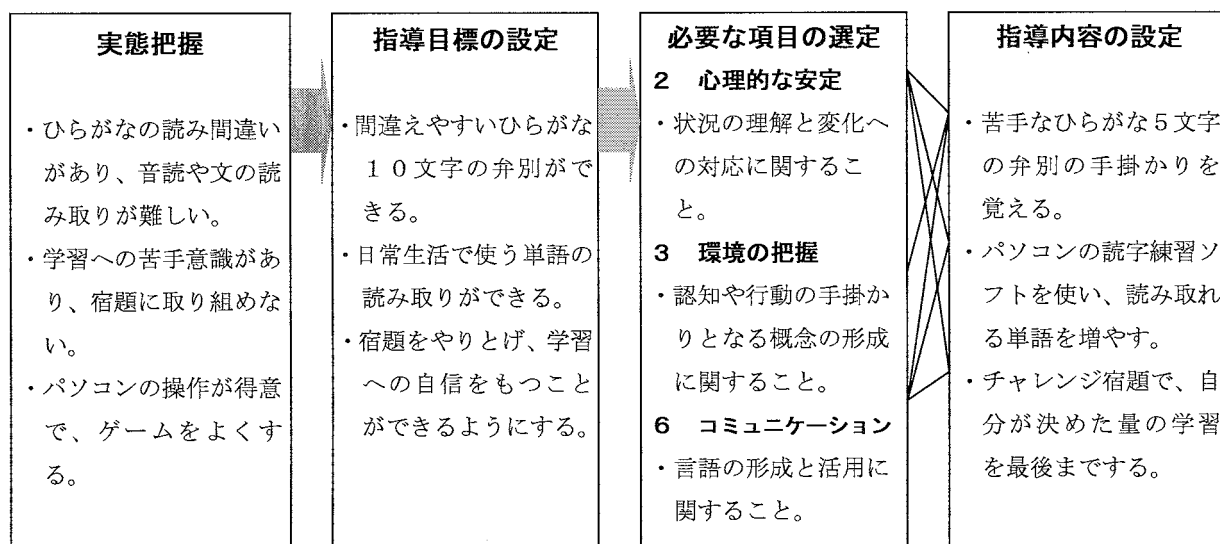 実態把握
・ひらがなの読み間違い
があり、音読や文の読
み取りが難しい。
・学習への苦手意識があ
り、宿題に取り組めな
い。
・パソコンの操作が得意
で、ゲームをよくす
る。
指導目標の設定
・間違えやすいひらがな
１０文字の弁別がで
きる。
・日常生活で使う単語の
読み取りができる。
・宿題をやりとげ、学習
への自信をもつこと
ができるようにする。
必要な項目の選定
２　心理的な安定
・状況の理解と変化へ
の対応に関するこ
と。
３　環境の把握
・認知や行動の手掛か
りとなる概念の形成
に関すること。
６　コミュニケーション
・言語の形成と活用に
関すること。
指導内容の設定
・苦手なひらがな５文字
の弁別の手掛かりを
覚える。
・パソコンの読字練習ソ
フトを使い、読み取れ
る単語を増やす。
・チャレンジ宿題で、自
分が決めた量の学習
を最後までする。